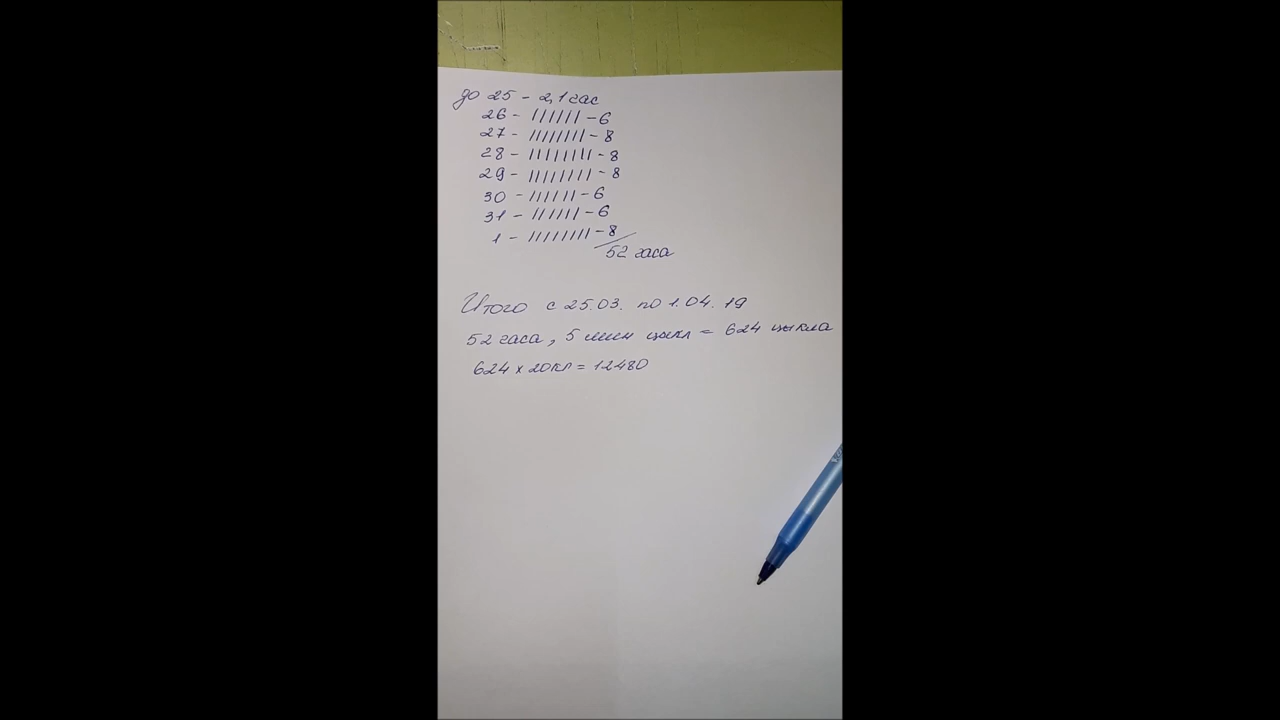 до 25 - 2,1 час
26 - |||||| - 6
27 - |||||||| - 8
28 - |||||||| - 8
29 - |||||||| - 8
30 - |||||| - 6
31 - |||||| - 6
1 - |||||||| - 8
52 часа
Итого с 25.03. по 1.04.19
52 часа, 5 мин цикл = 624 цикла
624 x 20кг = 12480